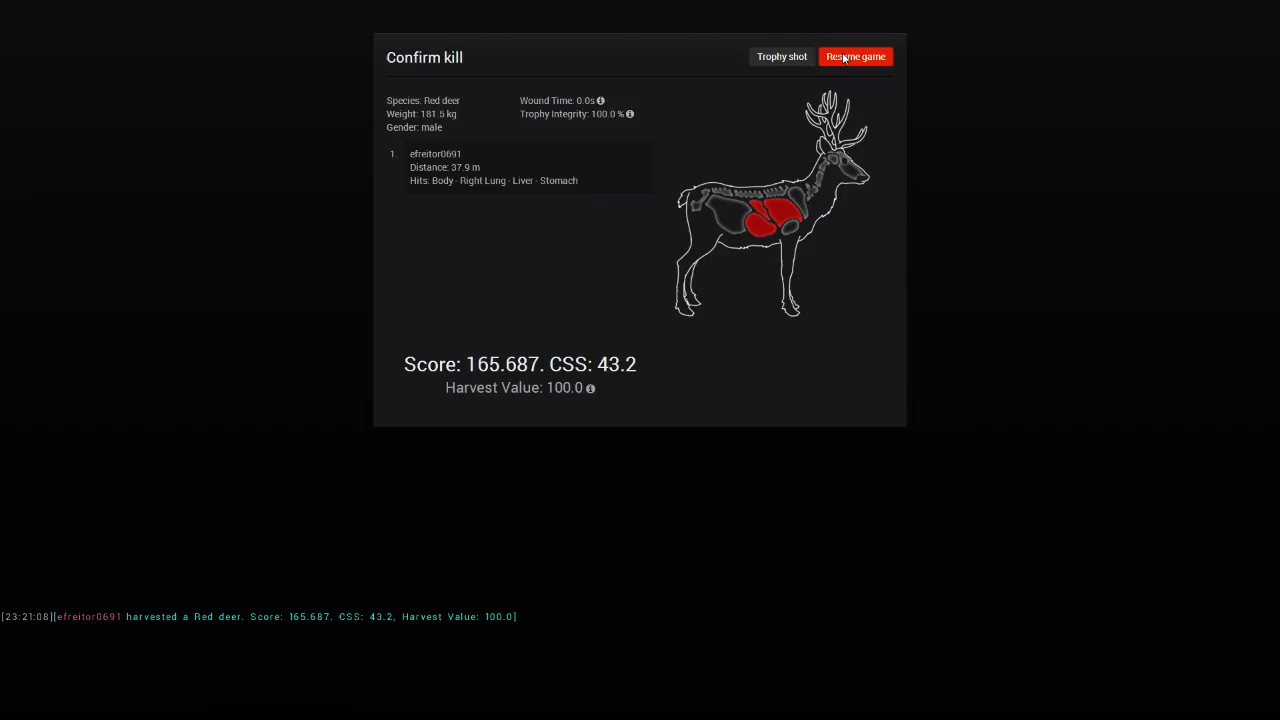 Confirm kill
Trophy shot
Resume game
Species: Red deer
Weight: 181.5 kg
Gender: male
Wound Time: 0.0s
Trophy Integrity: 100.0 %
1.
efreitor0691
Distance: 37.9 m
Hits: Body - Right Lung - Liver - Stomach
Score: 165.687. CSS: 43.2
Harvest Value: 100.0
[23:21:08][efreitor0691 harvested a Red deer. Score: 165.687. CSS: 43.2, Harvest Value: 100.0]